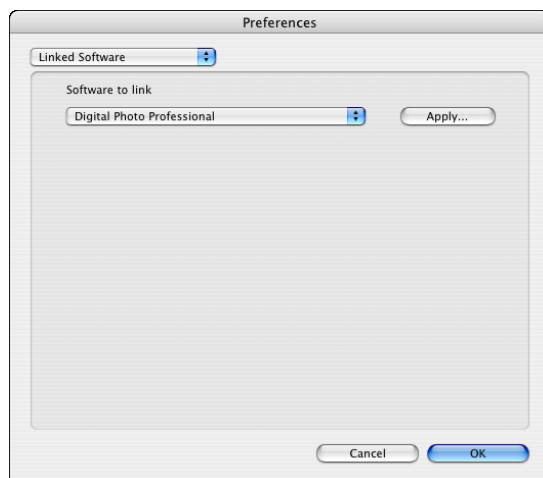 Preferences
Linked Software
Software to link
Digital Photo Professional
Apply...
Cancel
OK